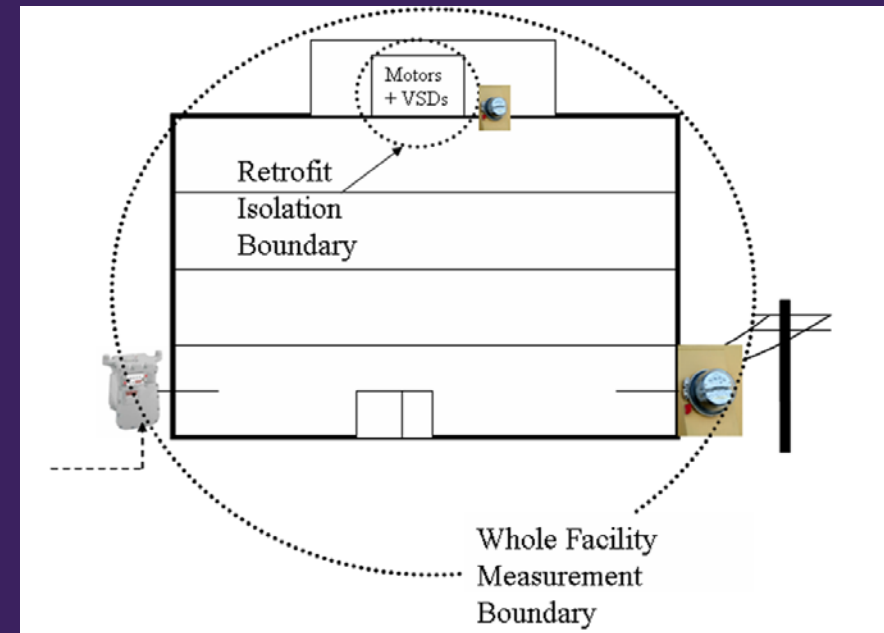 Motors
+ VSDs
Retrofit
Isolation
Boundary
Whole Facility
Measurement
Boundary